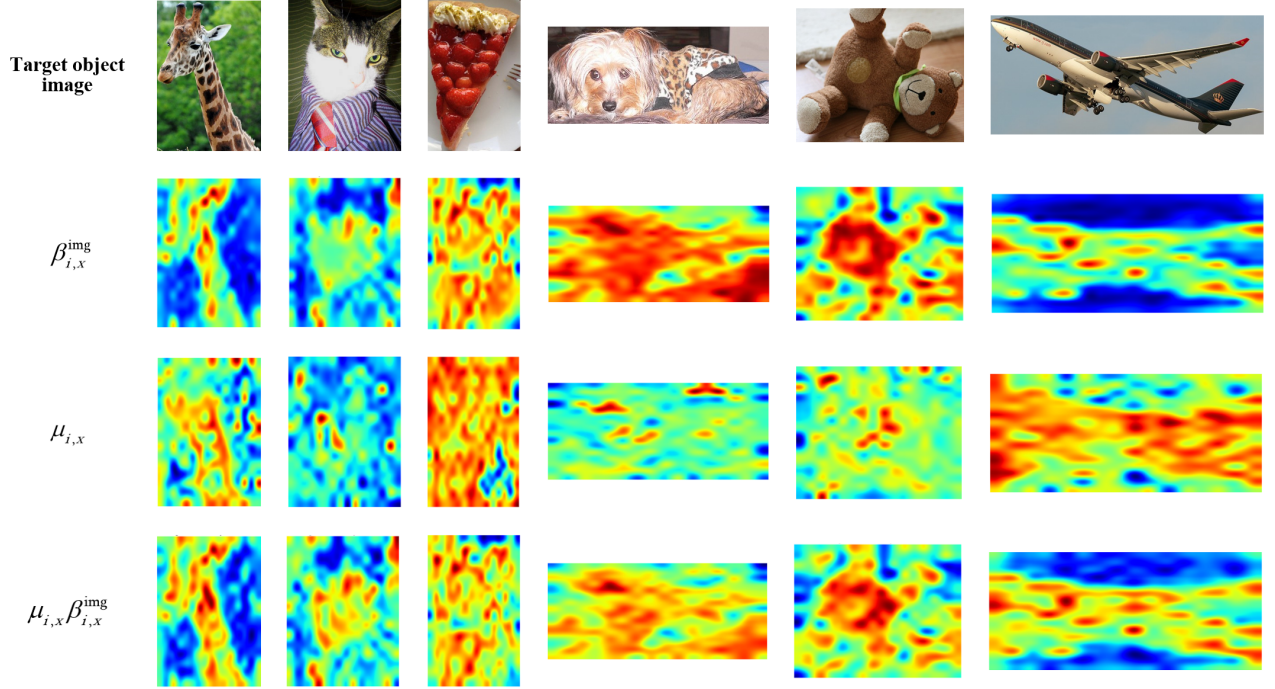 Target object
image
β_{i,x}^{img}
μ_{i,x}
μ_{i,x}β_{i,x}^{img}